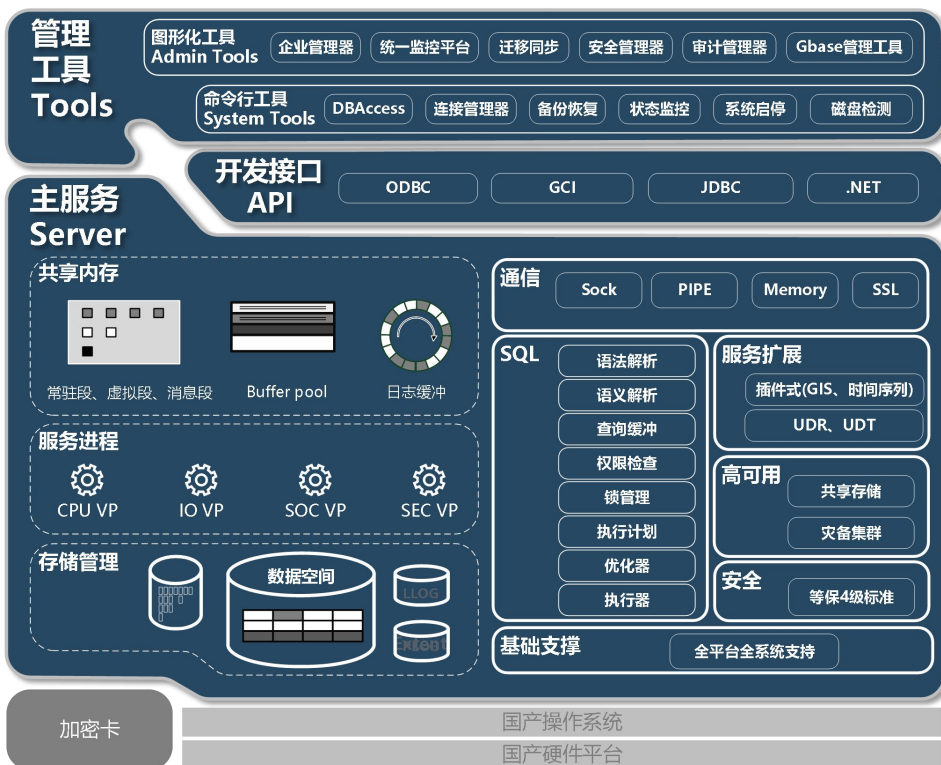 管理
工具
Tools
图形化工具
Admin Tools
企业管理器
统一监控平台
迁移同步
安全管理器
审计管理器
Gbase管理工具
命令行工具
System Tools
DBAccess
连接管理器
备份恢复
状态监控
系统启停
磁盘检测
开发接口
API
ODBC
GCI
JDBC
.NET
主服务
Server
共享内存
常驻段、虚拟段、消息段
Buffer pool
日志缓冲
服务进程
CPU VP
IO VP
SOC VP
SEC VP
存储管理
数据空间
LLOG
Extent
通信
Sock
PIPE
Memory
SSL
SQL
语法解析
语义解析
查询缓冲
权限检查
锁管理
执行计划
优化器
执行器
服务扩展
插件式(GIS、时间序列)
UDR、UDT
高可用
共享存储
灾备集群
安全
等保4级标准
基础支撑
全平台全系统支持
加密卡
国产操作系统
国产硬件平台